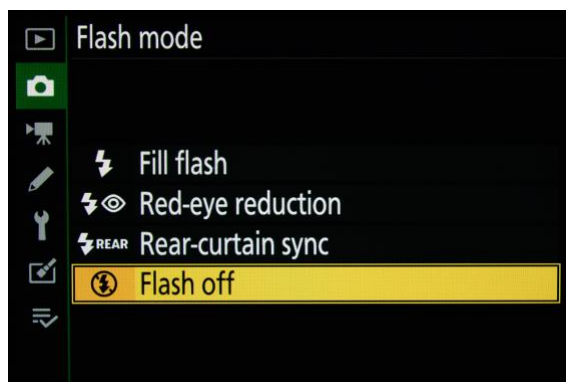 Flash mode
Fill flash
Red-eye reduction
REAR Rear-curtain sync
Flash off